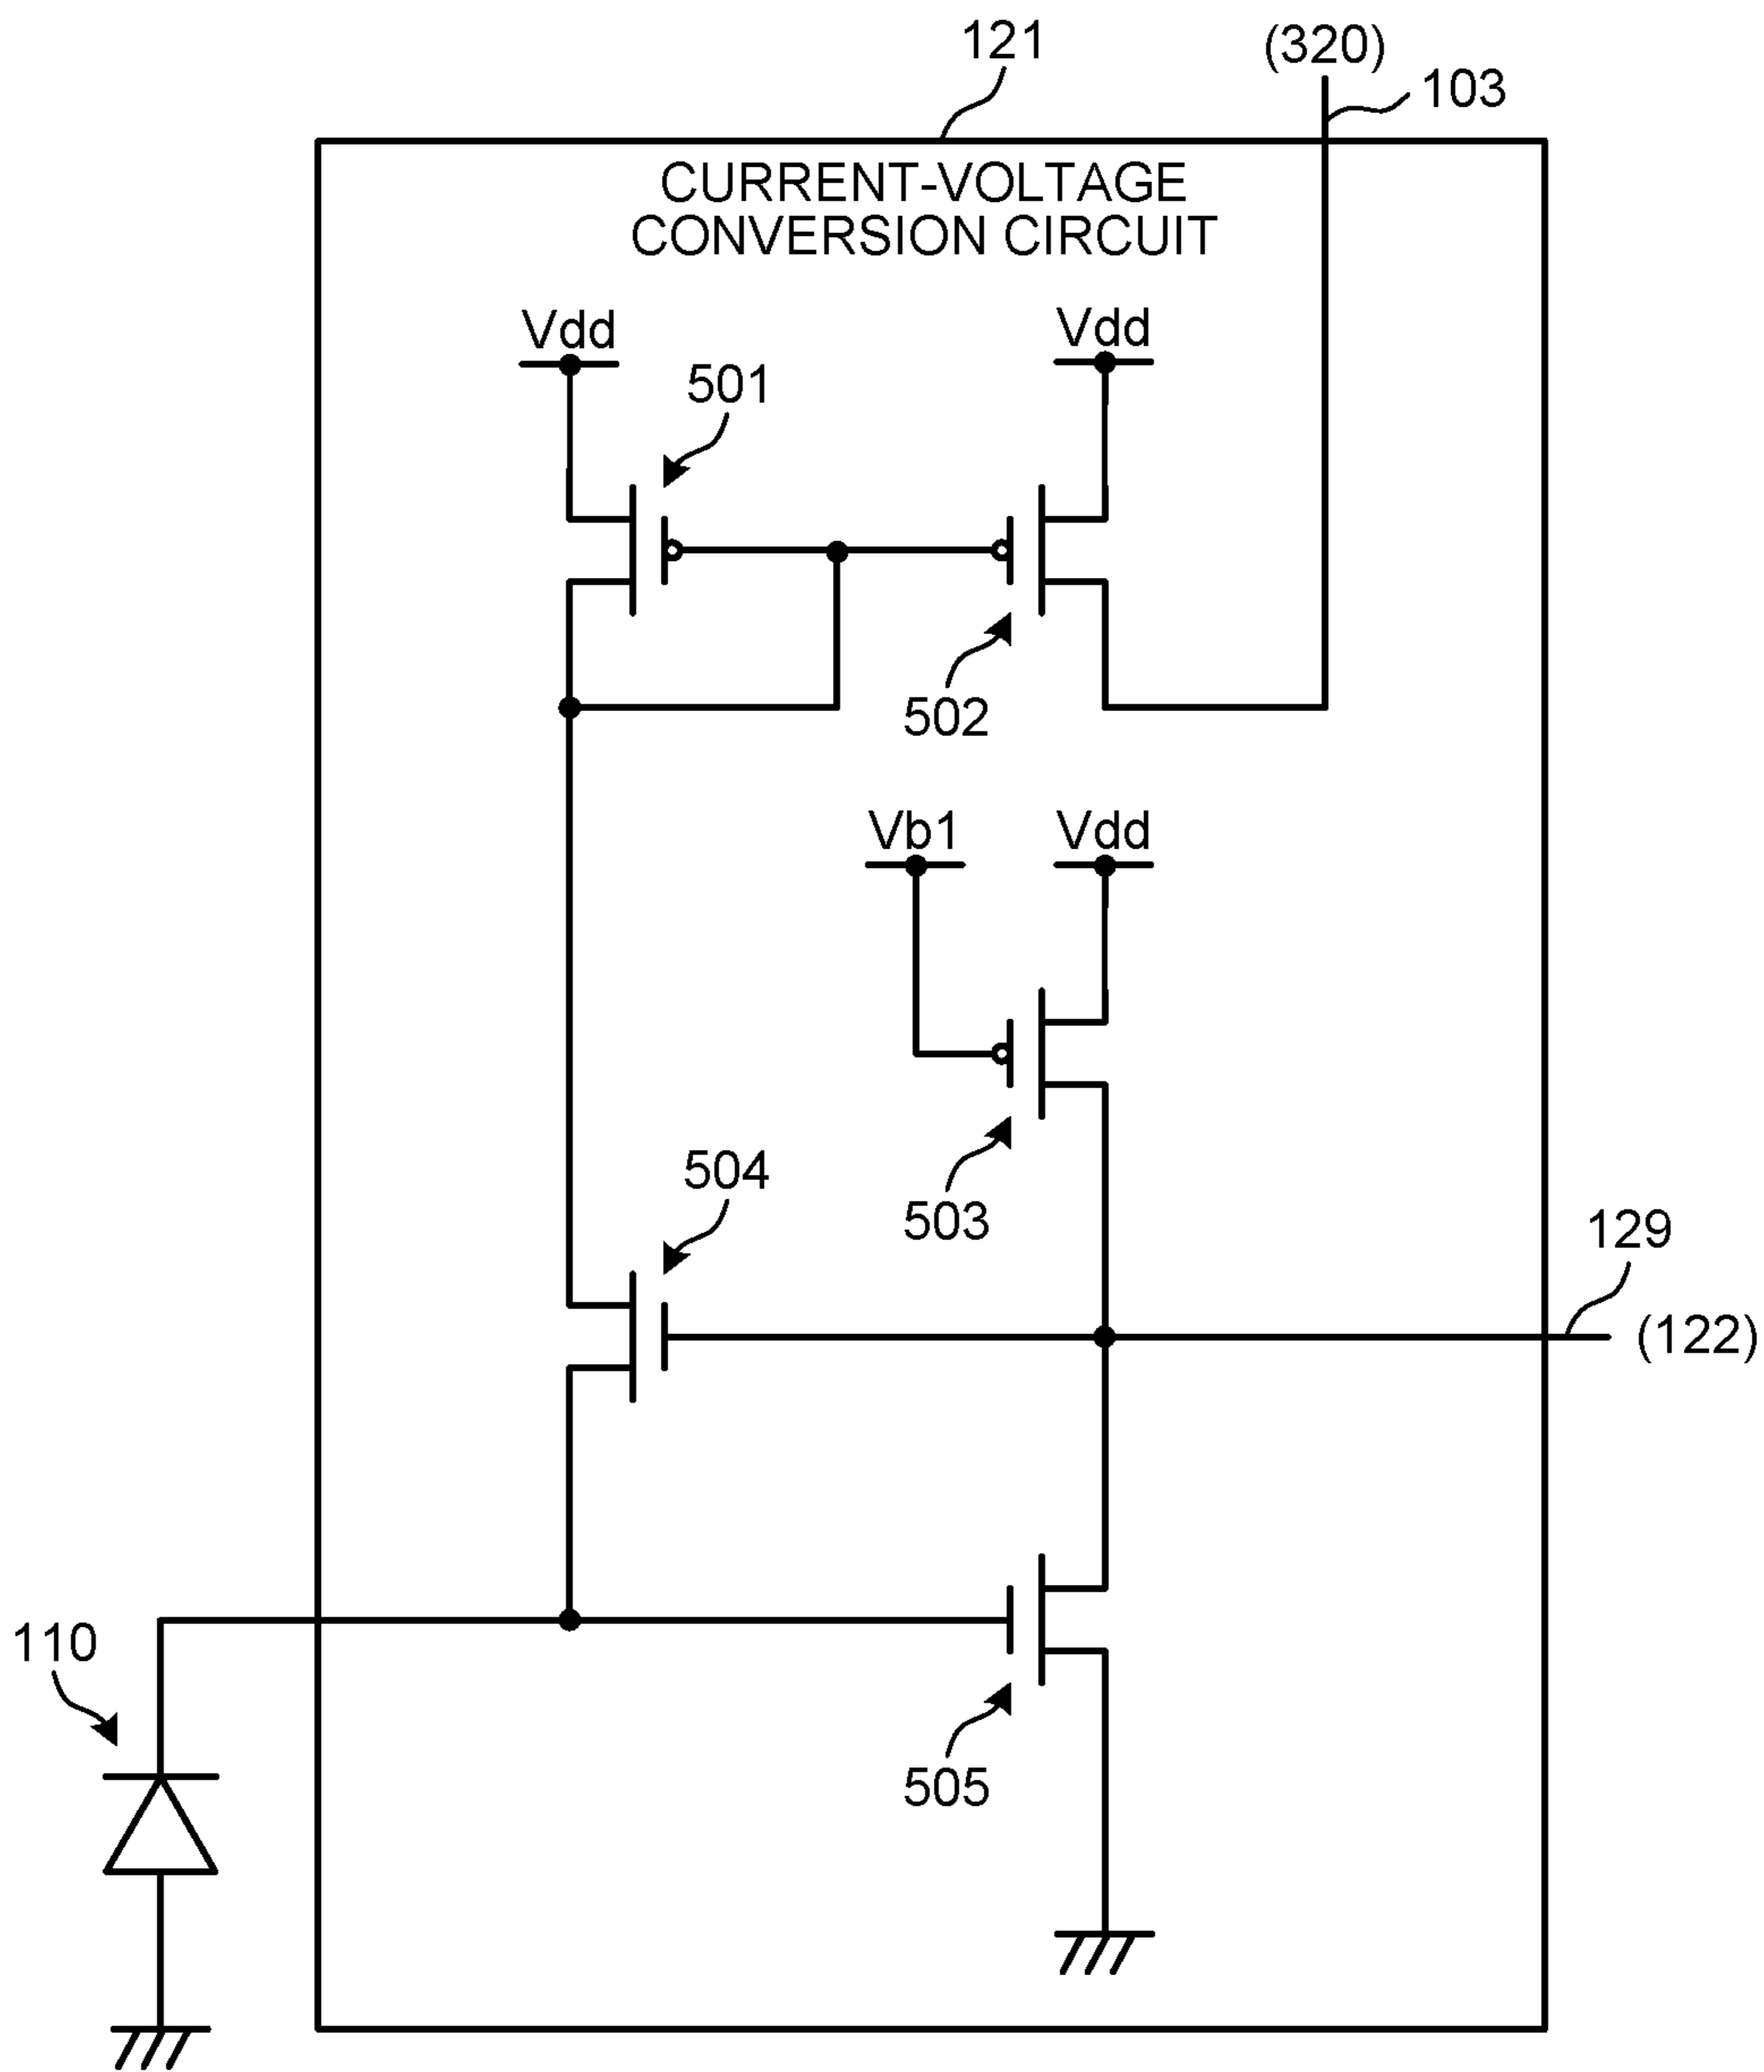 121
(320)
103
CURRENT-VOLTAGE
CONVERSION CIRCUIT
Vdd
Vdd
501
502
Vb1
Vdd
504
503
129
(122)
110
505